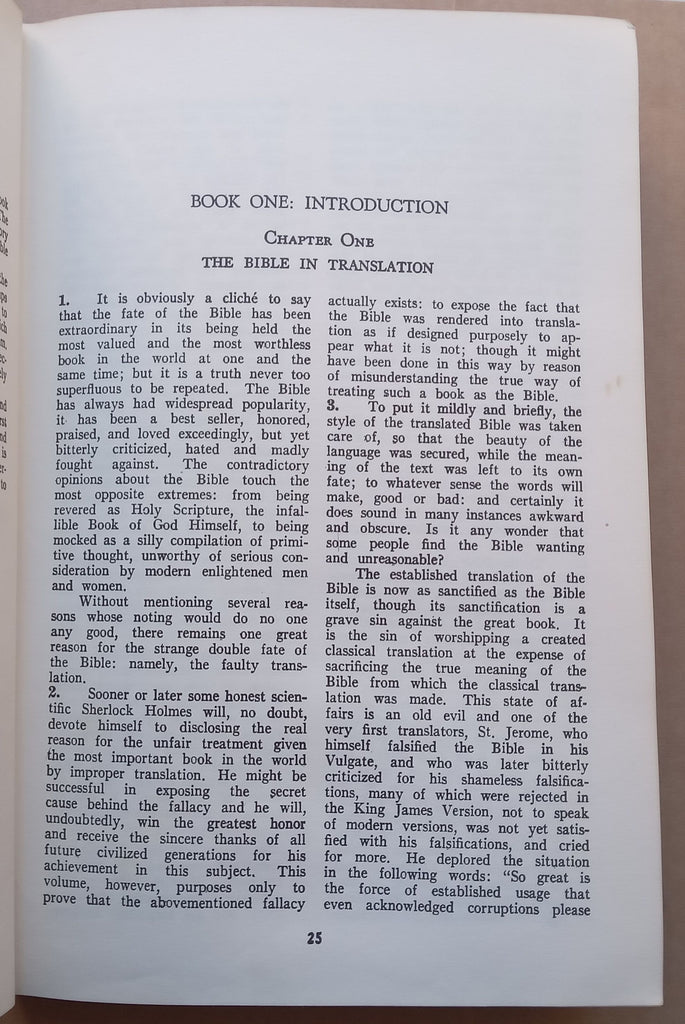 BOOK ONE: INTRODUCTION
CHAPTER ONE
THE BIBLE IN TRANSLATION
1. It is obviously a cliché to say
that the fate of the Bible has been
extraordinary in its being held the
most valued and the most worthless
book in the world at one and the
same time; but it is a truth never too
superfluous to be repeated. The Bible
has always had widespread popularity,
it has been a best seller, honored,
praised, and loved exceedingly, but yet
bitterly criticized, hated and madly
fought against. The contradictory
opinions about the Bible touch the
most opposite extremes: from being
revered as Holy Scripture, the infal-
lible Book of God Himself, to being
mocked as a silly compilation of primi-
tive thought, unworthy of serious con-
sideration by modern enlightened men
and women.
Without mentioning several rea-
sons whose noting would do no one
any good, there remains one great
reason for the strange double fate of
the Bible: namely, the faulty trans-
lation.
2. Sooner or later some honest scien-
tific Sherlock Holmes will, no doubt,
devote himself to disclosing the real
reason for the unfair treatment given
the most important book in the world
by improper translation. He might be
successful in exposing the secret
cause behind the fallacy and he will,
undoubtedly, win the greatest honor
and receive the sincere thanks of all
future civilized generations for his
achievement in this subject. This
volume, however, purposes only to
prove that the abovementioned fallacy
actually exists: to expose the fact that
the Bible was rendered into transla-
tion as if designed purposely to ap-
pear what it is not; though it might
have been done in this way by reason
of misunderstanding the true way of
treating such a book as the Bible.
3. To put it mildly and briefly, the
style of the translated Bible was taken
care of, so that the beauty of the
language was secured, while the mean-
ing of the text was left to its own
fate; to whatever sense the words will
make, good or bad: and certainly it
does sound in many instances awkward
and obscure. Is it any wonder that
some people find the Bible wanting
and unreasonable?
The established translation of the
Bible is now as sanctified as the Bible
itself, though its sanctification is a
grave sin against the great book. It
is the sin of worshipping a created
classical translation at the expense of
sacrificing the true meaning of the
Bible from which the classical trans-
lation was made. This state of af-
fairs is an old evil and one of the
very first translators, St. Jerome, who
himself falsified the Bible in his
Vulgate, and who was later bitterly
criticized for his shameless falsifica-
tions, many of which were rejected in
the King James Version, not to speak
of modern versions, was not yet satis-
fied with his falsifications, and cried
for more. He deplored the situation
in the following words: "So great is
the force of established usage that
even acknowledged corruptions please
25